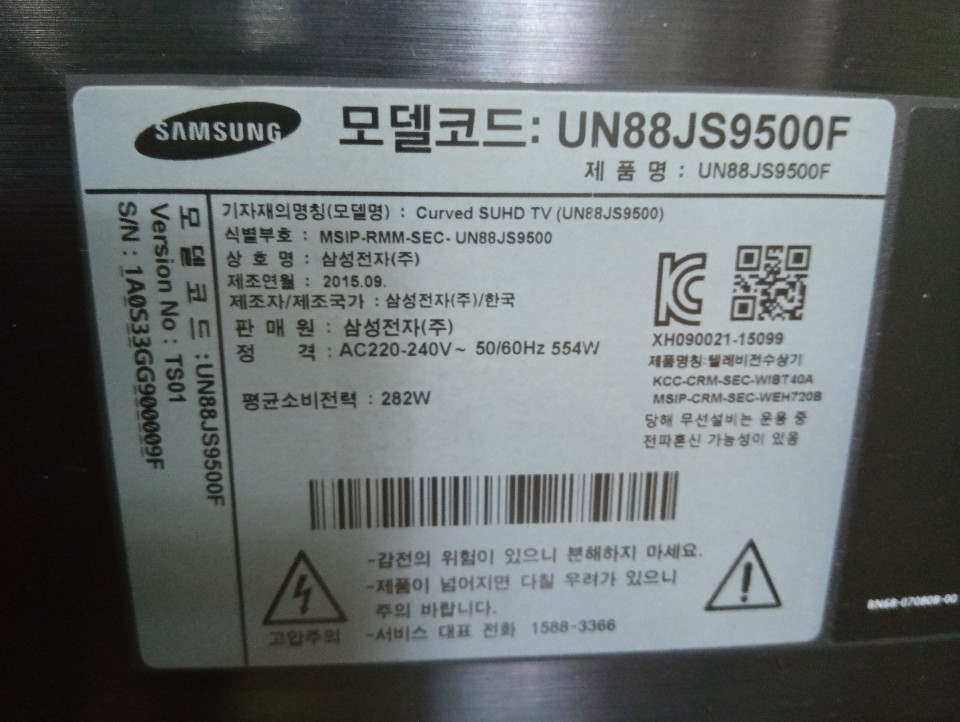 SAMSUNG
모델코드: UN88JS9500F
제 품 명 : UN88JS9500F
모 델 코 드 : UN88JS9500F
Version No : TS01
S/N : 1A0S33GG900009F
기자재의명칭(모델명) : Curved SUHD TV (UN88JS9500)
식별부호 : MSIP-RMM-SEC- UN88JS9500
상 호 명 : 삼성전자(주)
제조연월 : 2015.09.
제조자/제조국가 : 삼성전자(주)/한국
판 매 원 : 삼성전자(주)
정 격 : AC220-240V~ 50/60Hz 554W
평균소비전력 : 282W
XH090021-15099
제품명칭:텔레비전수상기
KCC-CRM-SEC-WIBT40A
MSIP-CRM-SEC-WEH720B
당해 무선설비는 운용 중
전파혼신 가능성이 있음
-감전의 위험이 있으니 분해하지 마세요.
-제품이 넘어지면 다칠 우려가 있으니
주의 바랍니다.
-서비스 대표 전화 1588-3366
고압주의
BN68-07080B-00